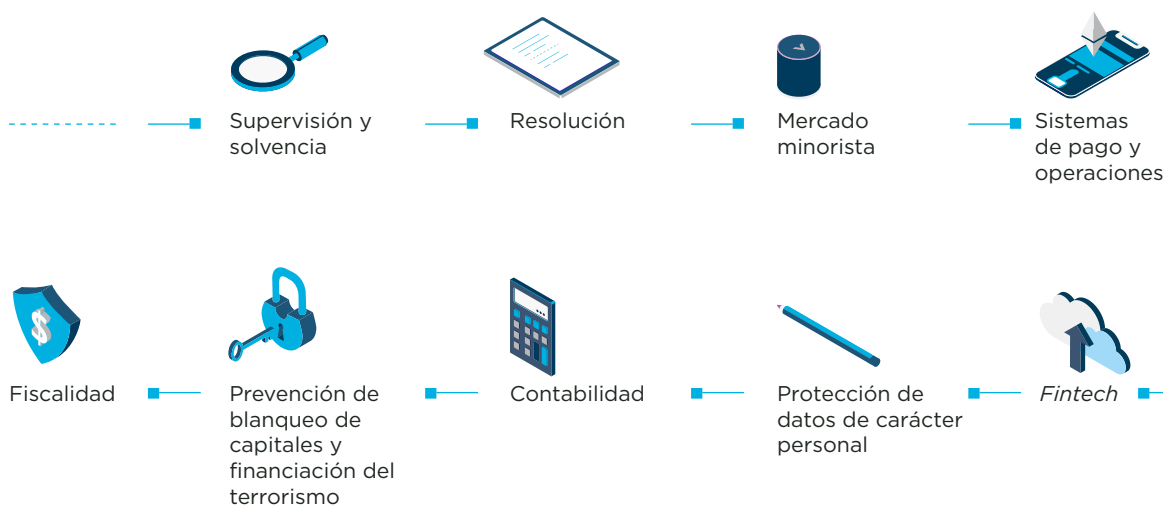 Supervisión y
solvencia
Resolución
Mercado
minorista
Sistemas
de pago y
operaciones
$
Fiscalidad
Prevención de
blanqueo de
capitales y
financiación del
terrorismo
Contabilidad
Protección de
datos de carácter
personal
Fintech